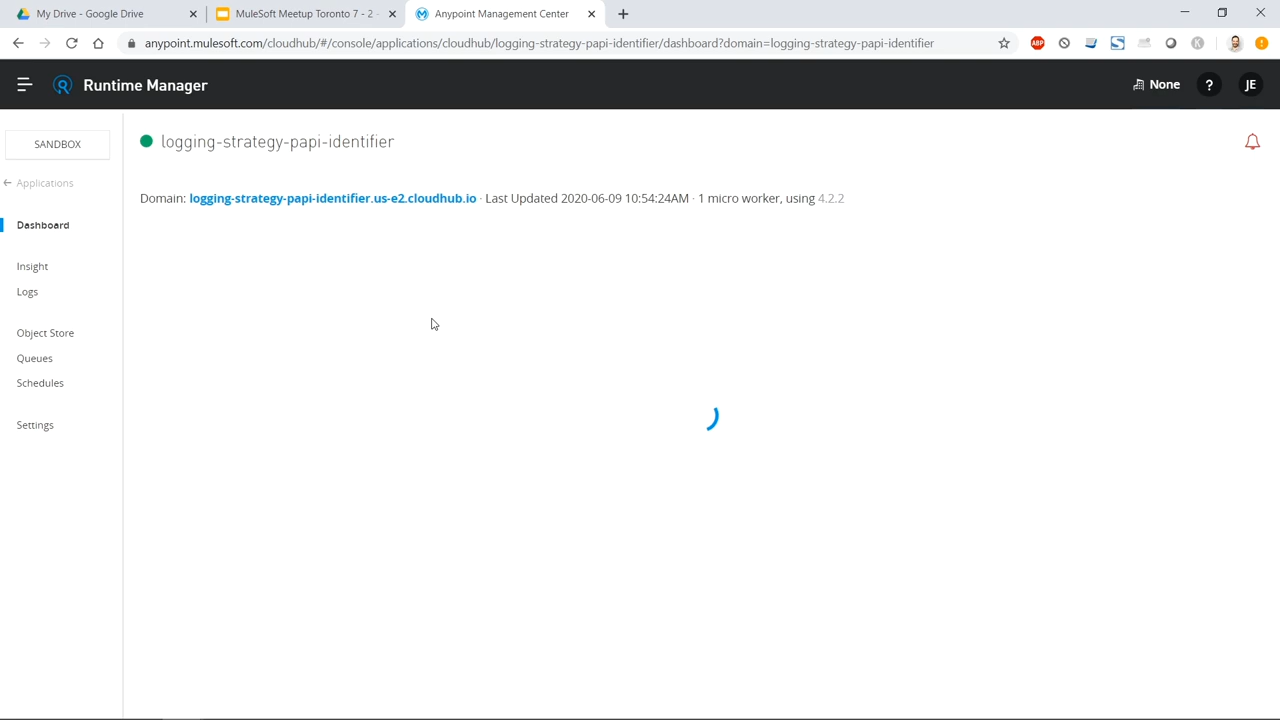 My Drive - Google Drive
MuleSoft Meetup Toronto 7 - 2
Anypoint Management Center
anypoint.mulesoft.com/cloudhub/#/console/applications/cloudhub/logging-strategy-papi-identifier/dashboard?domain=logging-strategy-papi-identifier
ABP
S
K
Runtime Manager
None
?
JE
SANDBOX
logging-strategy-papi-identifier
Applications
Domain: logging-strategy-papi-identifier.us-e2.cloudhub.io · Last Updated 2020-06-09 10:54:24AM · 1 micro worker, using 4.2.2
Dashboard
Insight
Logs
Object Store
Queues
Schedules
Settings